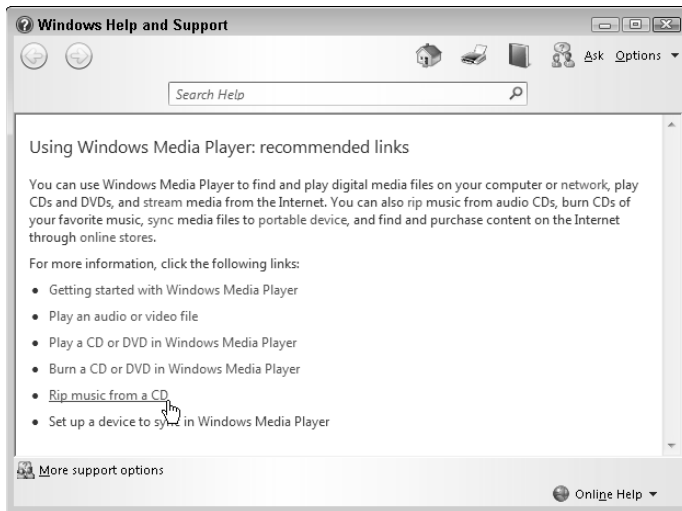 Windows Help and Support
Ask Options
Search Help
Using Windows Media Player: recommended links
You can use Windows Media Player to find and play digital media files on your computer or network, play
CDs and DVDs, and stream media from the Internet. You can also rip music from audio CDs, burn CDs of
your favorite music, sync media files to portable device, and find and purchase content on the Internet
through online stores.
For more information, click the following links:
• Getting started with Windows Media Player
• Play an audio or video file
• Play a CD or DVD in Windows Media Player
• Burn a CD or DVD in Windows Media Player
• Rip music from a CD
• Set up a device to sync in Windows Media Player
More support options
Online Help